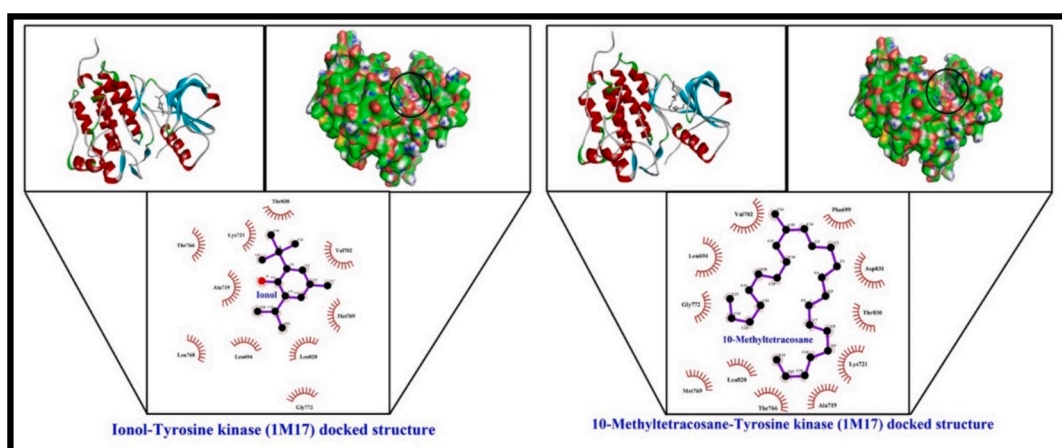 Thr830
Thr766
Lys721
Val702
Ala719
Ionol
Met769
Leu768
Leu694
Leu820
Gly772
Ionol-Tyrosine kinase (1M17) docked structure
Val702
Phe699
Leu694
Asp831
Gly772
Thr830
10-Methyltetracosane
Lys721
Leu820
Met769
Thr766
Ala719
10-Methyltetracosane-Tyrosine kinase (1M17) docked structure